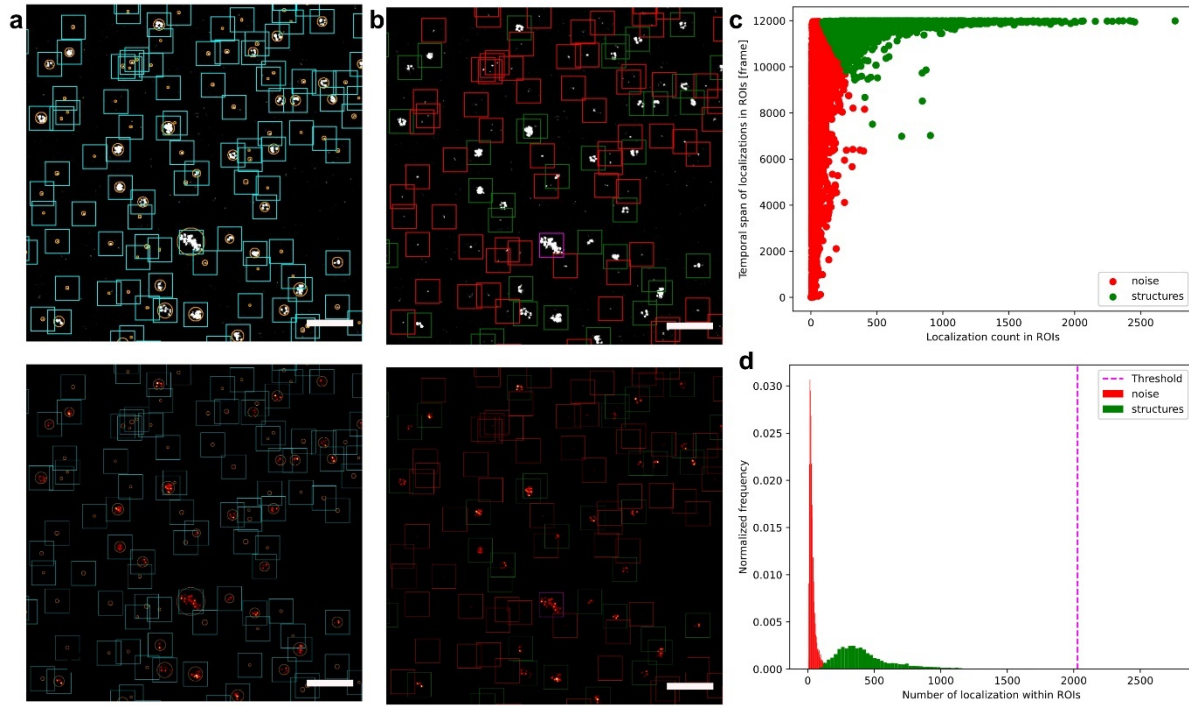 a
b
c
12000
10000
8000
6000
4000
2000
0
Temporal span of localizations in ROIs [frame]
noise
structures
0
500
1000
1500
2000
2500
Localization count in ROIs
d
0.030
0.025
0.020
0.015
0.010
0.005
0.000
Normalized frequency
Threshold
noise
structures
0
500
1000
1500
2000
2500
Number of localization within ROIs